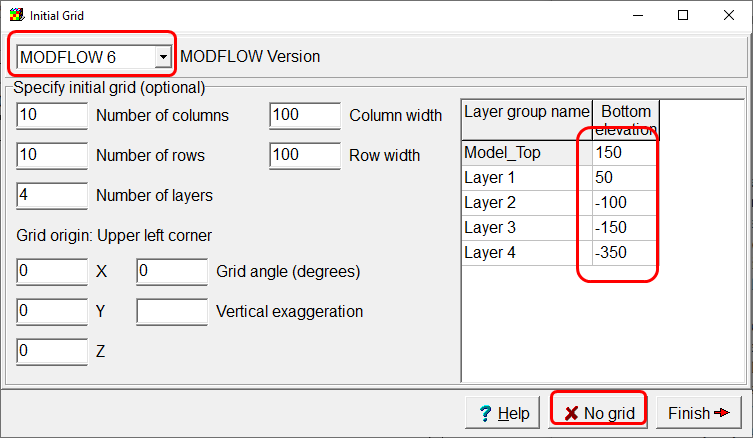 Initial Grid
MODFLOW 6 MODFLOW Version
Specify initial grid (optional)
10 Number of columns 100 Column width
10 Number of rows 100 Row width
4 Number of layers
Grid origin: Upper left corner
0 X 0 Grid angle (degrees)
0 Y Vertical exaggeration
0 Z
Layer group name Bottom
elevation
Model_Top 150
Layer 1 50
Layer 2 -100
Layer 3 -150
Layer 4 -350
? Help No grid Finish